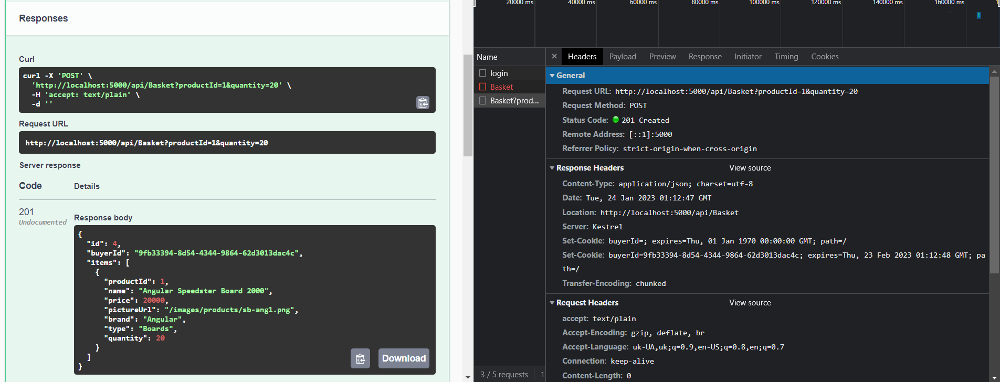 Responses
Curl
curl -X 'POST' \
'http://localhost:5000/api/Basket?productId=1&quantity=20' \
-H 'accept: text/plain' \
-d ''
Request URL
http://localhost:5000/api/Basket?productId=1&quantity=20
Server response
Code Details
201
Undocumented
Response body
{
"id": 4,
"buyerId": "9fb33394-8d54-4344-9864-62d3013dac4c",
"items": [
{
"productId": 1,
"name": "Angular Speedster Board 2000",
"price": 20000,
"pictureUrl": "/images/products/sb-ang1.png",
"brand": "Angular",
"type": "Boards",
"quantity": 20
}
]
}
Download
20000 ms 40000 ms 60000 ms 80000 ms 100000 ms 120000 ms 140000 ms 160000 ms
Name
login
Basket
Basket?prod...
3 / 5 requests 1
Headers Payload Preview Response Initiator Timing Cookies
General
Request URL: http://localhost:5000/api/Basket?productId=1&quantity=20
Request Method: POST
Status Code: 201 Created
Remote Address: [::1]:5000
Referrer Policy: strict-origin-when-cross-origin
Response Headers View source
Content-Type: application/json; charset=utf-8
Date: Tue, 24 Jan 2023 01:12:47 GMT
Location: http://localhost:5000/api/Basket
Server: Kestrel
Set-Cookie: buyerId=; expires=Thu, 01 Jan 1970 00:00:00 GMT; path=/
Set-Cookie: buyerId=9fb33394-8d54-4344-9864-62d3013dac4c; expires=Thu, 23 Feb 2023 01:12:48 GMT; pa
th=/
Transfer-Encoding: chunked
Request Headers View source
accept: text/plain
Accept-Encoding: gzip, deflate, br
Accept-Language: uk-UA,uk;q=0.9,en-US;q=0.8,en;q=0.7
Connection: keep-alive
Content-Length: 0